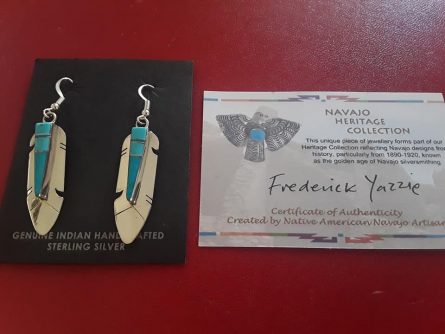 GENUINE INDIAN HANDCRAFTED
STERLING SILVER
NAVAJO
HERITAGE
COLLECTION
This unique piece of jewellery forms part of our
Heritage Collection reflecting Navajo designs from
history, particularly from 1890-1920, known
as the golden age of Navajo silversmithing.
Frederick Yazzie
Certificate of Authenticity
Created by Native American Navajo Artisan